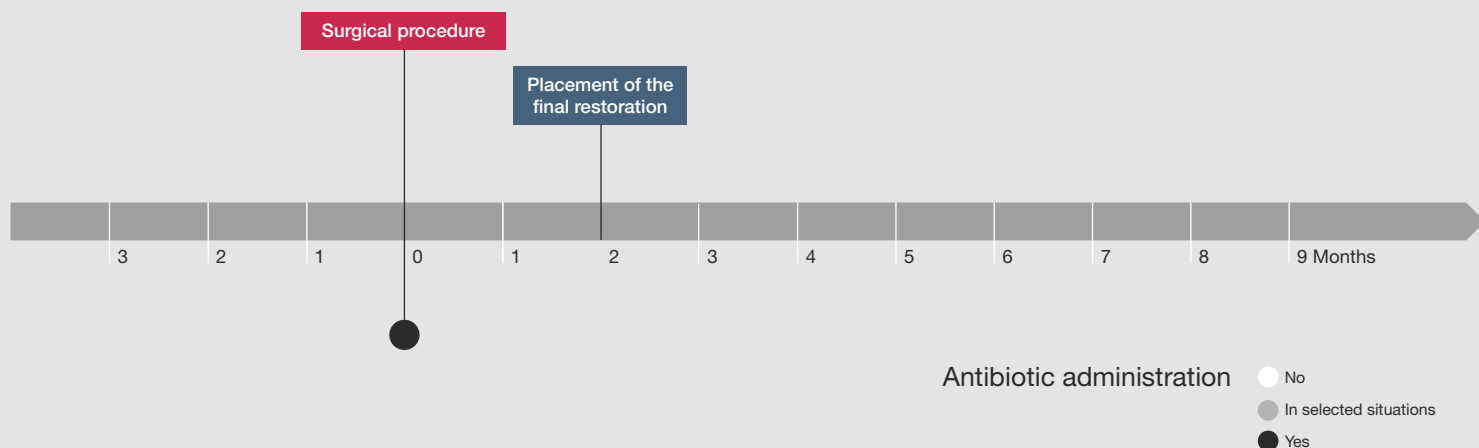 Surgical procedure
Placement of the
final restoration
3 2 1 0 1 2 3 4 5 6 7 8 9 Months
Antibiotic administration
No
In selected situations
Yes